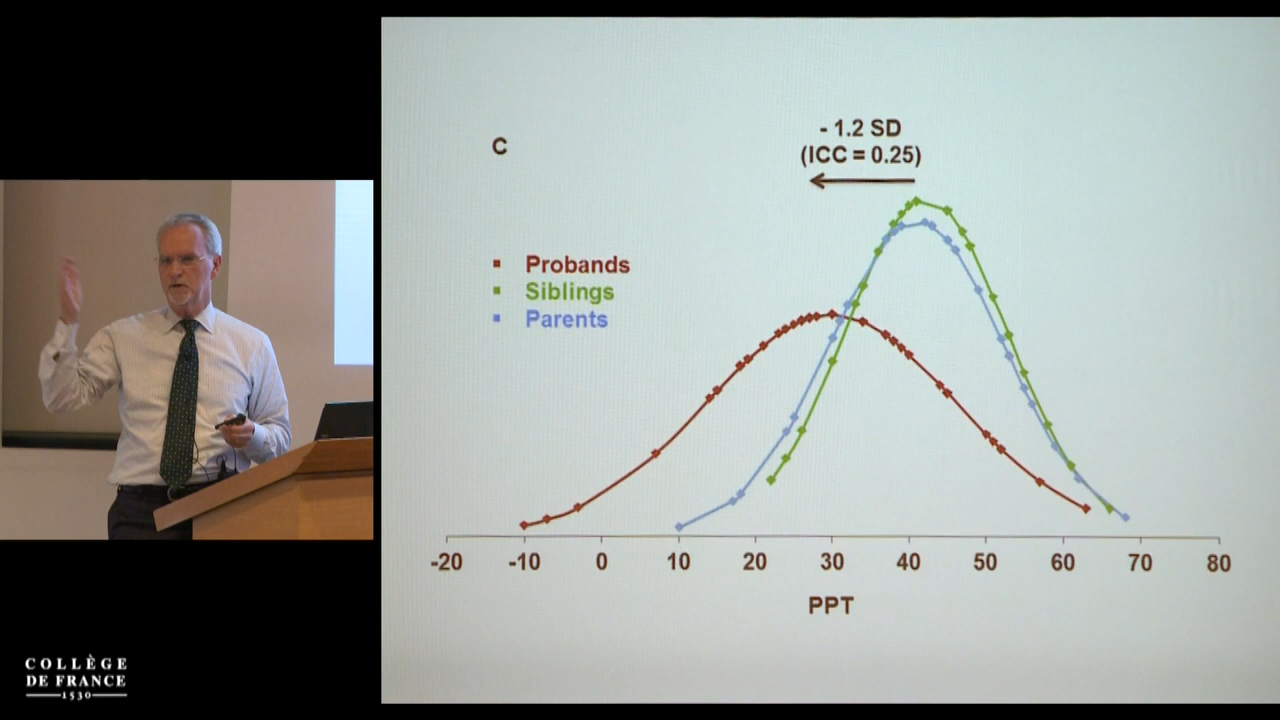 C
- 1.2 SD
(ICC = 0.25)
Probands
Siblings
Parents
-20 -10 0 10 20 30 40 50 60 70 80
PPT
COLLÈGE
DE FRANCE
1530